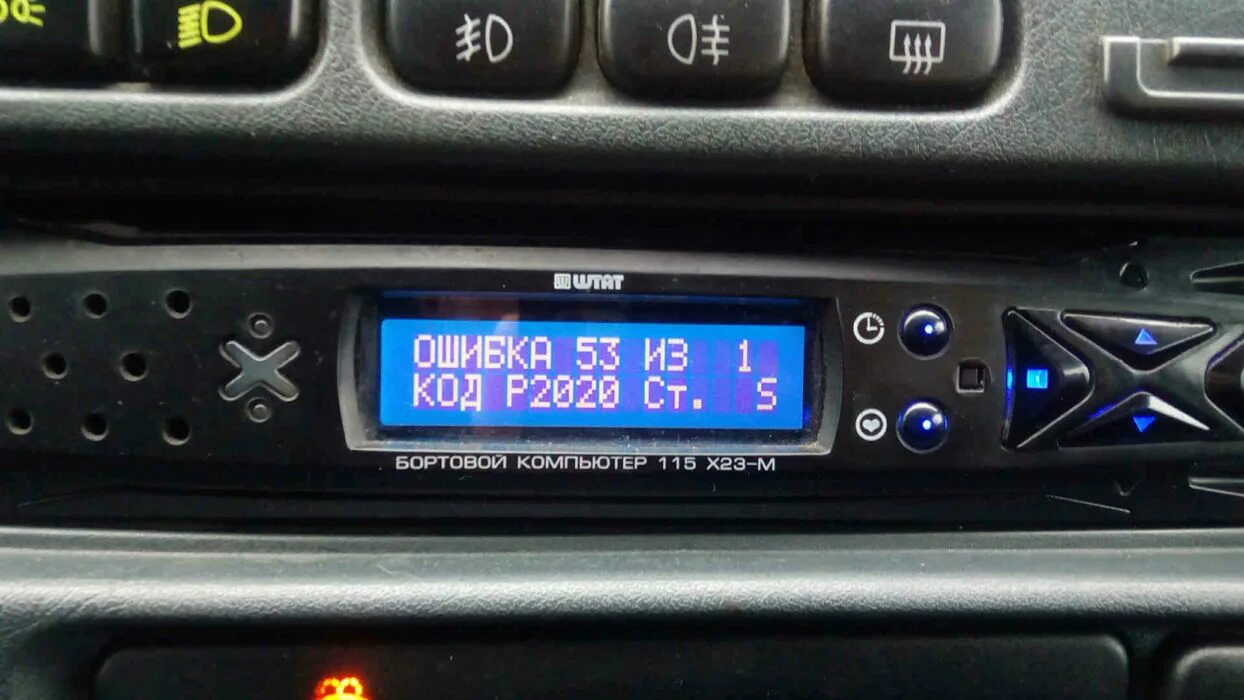 ШТАТ
ОШИБКА 53 ИЗ 1
КОД P2020 Ст. S
БОРТОВОЙ КОМПЬЮТЕР 115 X23-M